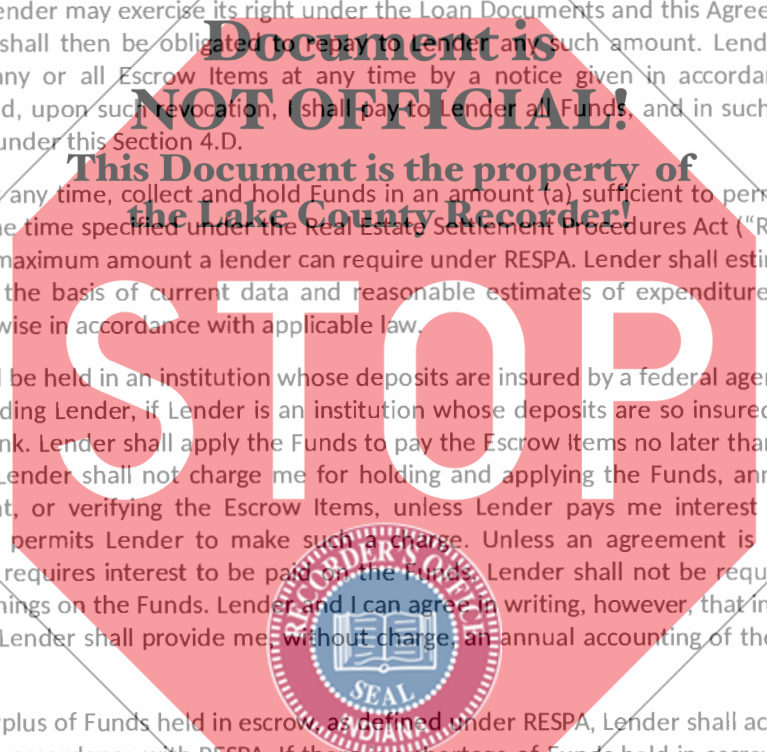 ender may exercise its right under the Loan Documents and this Agree
Document is
shall then be obligated to repay to Lender any such amount. Lend
any or all Escrow Items at any time by a notice given in accorda
NOT OFFICIAL!
d, upon such revocation, I shall pay to Lender all Funds, and in such
under this Section 4.D.
This Document is the property of
any time, collect and hold Funds in an amount (a) sufficient to perm
the Lake County Recorder!
e time specified under the Real Estate Settlement Procedures Act (“R
maximum amount a lender can require under RESPA. Lender shall estim
the basis of current data and reasonable estimates of expenditure
wise in accordance with applicable law.
STOP
l be held in an institution whose deposits are insured by a federal agen
ding Lender, if Lender is an institution whose deposits are so insured
nk. Lender shall apply the Funds to pay the Escrow Items no later than
Lender shall not charge me for holding and applying the Funds, ann
t, or verifying the Escrow Items, unless Lender pays me interest
permits Lender to make such a charge. Unless an agreement is
requires interest to be paid on the Funds, Lender shall not be requ
nings on the Funds. Lender and I can agree in writing, however, that in
Lender shall provide me, without charge, an annual accounting of the
RECORDER'S OFFICE
SEAL
INDIANA
rplus of Funds held in escrow, as defined under RESPA, Lender shall ac